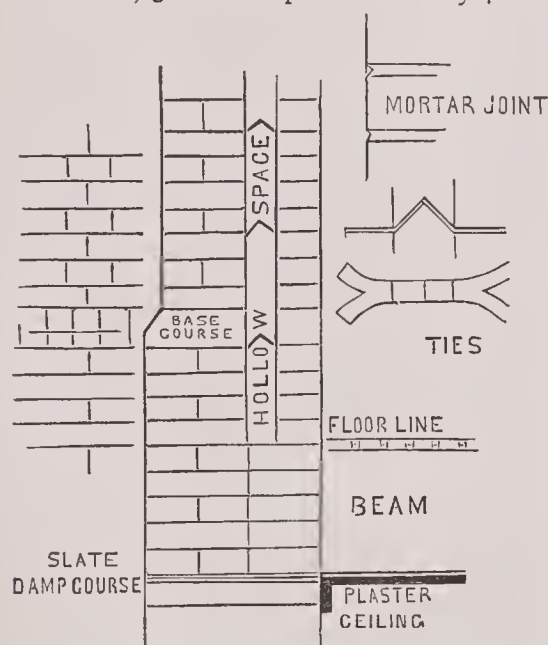 MORTAR JOINT
HOLLOW SPACE
BASE
COURSE
TIES
FLOOR LINE
BEAM
SLATE
DAMP COURSE
PLASTER
CEILING